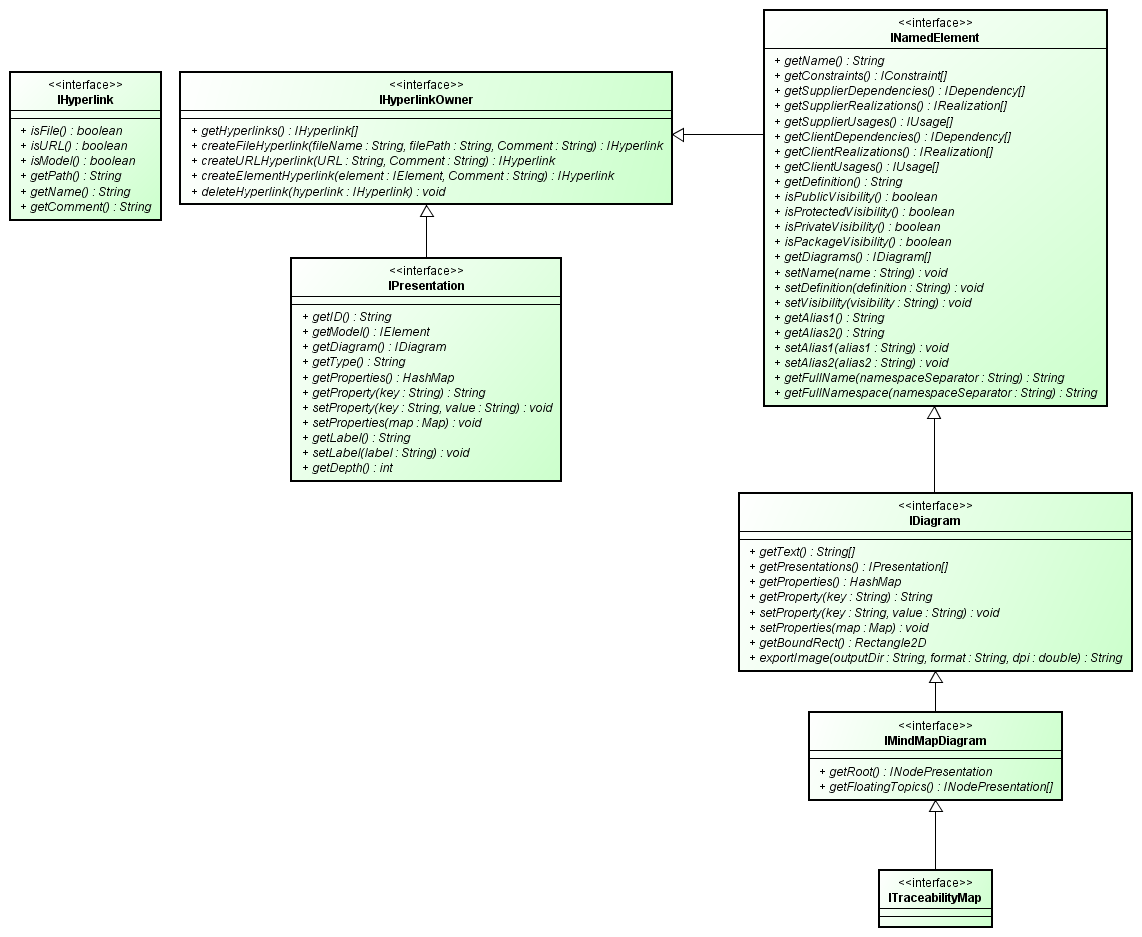 <<interface>>
IHyperlink
+ isFile() : boolean
+ isURL() : boolean
+ isModel() : boolean
+ getPath() : String
+ getName() : String
+ getComment() : String
<<interface>>
IHyperlinkOwner
+ getHyperlinks() : IHyperlink[]
+ createFileHyperlink(fileName : String, filePath : String, Comment : String) : IHyperlink
+ createURLHyperlink(URL : String, Comment : String) : IHyperlink
+ createElementHyperlink(element : IElement, Comment : String) : IHyperlink
+ deleteHyperlink(hyperlink : IHyperlink) : void
<<interface>>
INamedElement
+ getName() : String
+ getConstraints() : IConstraint[]
+ getSupplierDependencies() : IDependency[]
+ getSupplierRealizations() : IRealization[]
+ getSupplierUsages() : IUsage[]
+ getClientDependencies() : IDependency[]
+ getClientRealizations() : IRealization[]
+ getClientUsages() : IUsage[]
+ getDefinition() : String
+ isPublicVisibility() : boolean
+ isProtectedVisibility() : boolean
+ isPrivateVisibility() : boolean
+ isPackageVisibility() : boolean
+ getDiagrams() : IDiagram[]
+ setName(name : String) : void
+ setDefinition(definition : String) : void
+ setVisibility(visibility : String) : void
+ getAlias1() : String
+ getAlias2() : String
+ setAlias1(alias1 : String) : void
+ setAlias2(alias2 : String) : void
+ getFullName(namespaceSeparator : String) : String
+ getFullNamespace(namespaceSeparator : String) : String
<<interface>>
IPresentation
+ getID() : String
+ getModel() : IElement
+ getDiagram() : IDiagram
+ getType() : String
+ getProperties() : HashMap
+ getProperty(key : String) : String
+ setProperty(key : String, value : String) : void
+ setProperties(map : Map) : void
+ getLabel() : String
+ setLabel(label : String) : void
+ getDepth() : int
<<interface>>
IDiagram
+ getText() : String[]
+ getPresentations() : IPresentation[]
+ getProperties() : HashMap
+ getProperty(key : String) : String
+ setProperty(key : String, value : String) : void
+ setProperties(map : Map) : void
+ getBoundRect() : Rectangle2D
+ exportImage(outputDir : String, format : String, dpi : double) : String
<<interface>>
IMindMapDiagram
+ getRoot() : INodePresentation
+ getFloatingTopics() : INodePresentation[]
<<interface>>
ITraceabilityMap